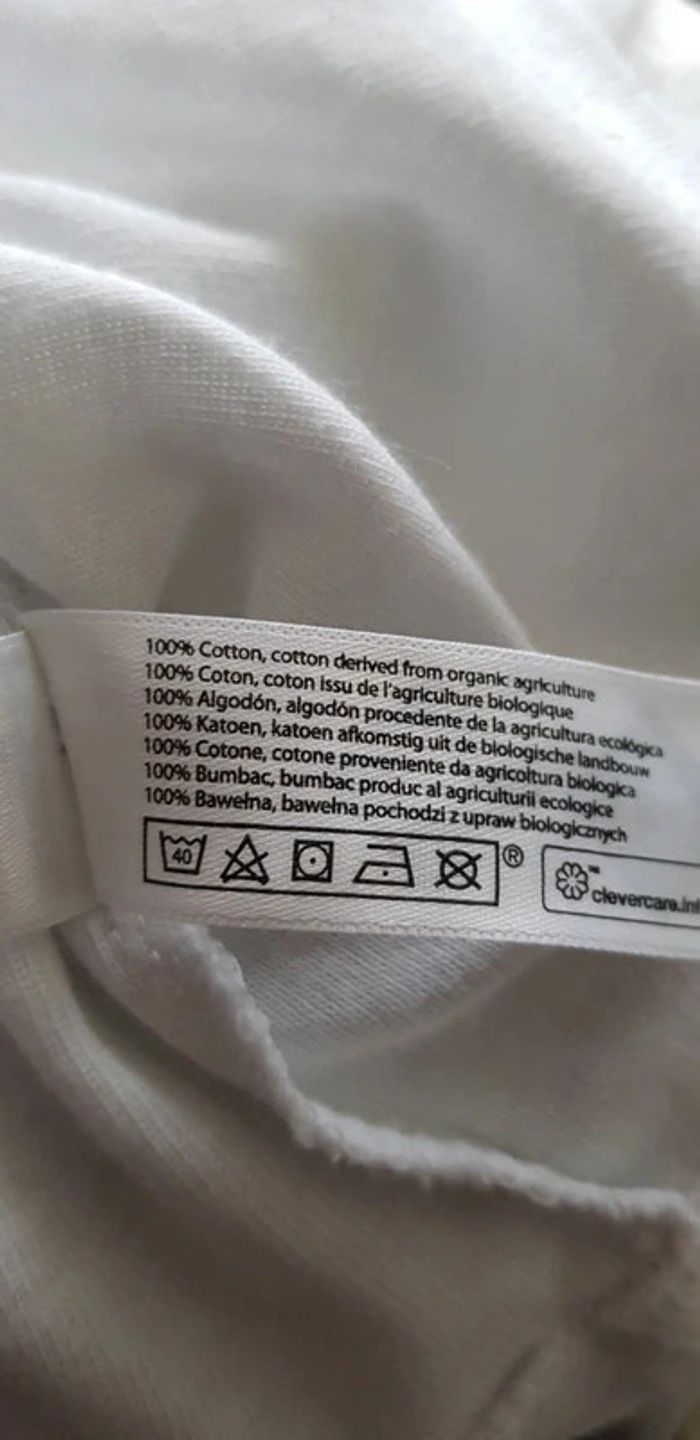 100% Cotton, cotton derived from organic agriculture
100% Coton, coton issu de l'agriculture biologique
100% Algodón, algodón procedente de la agricultura ecológica
100% Katoen, katoen afkomstig uit de biologische landbouw
100% Cotone, cotone proveniente da agricoltura biologica
100% Bumbac, bumbac produc al agriculturii ecologice
100% Bawełna, bawełna pochodzi z upraw biologicznych
40 ® ™
clevercare.inf